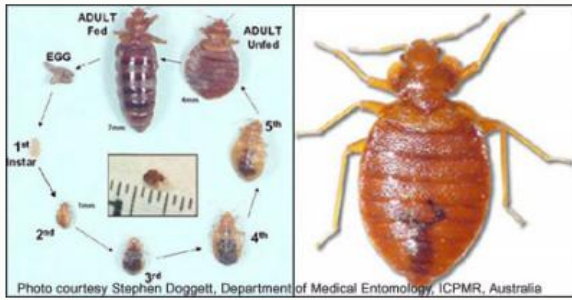 ADULT
Fed
ADULT
Unfed
EGG
4mm
7mm
5th
1st
Instar
1mm
2nd
3rd
4th
Photo courtesy Stephen Doggett, Department of Medical Entomology, ICPMR, Australia